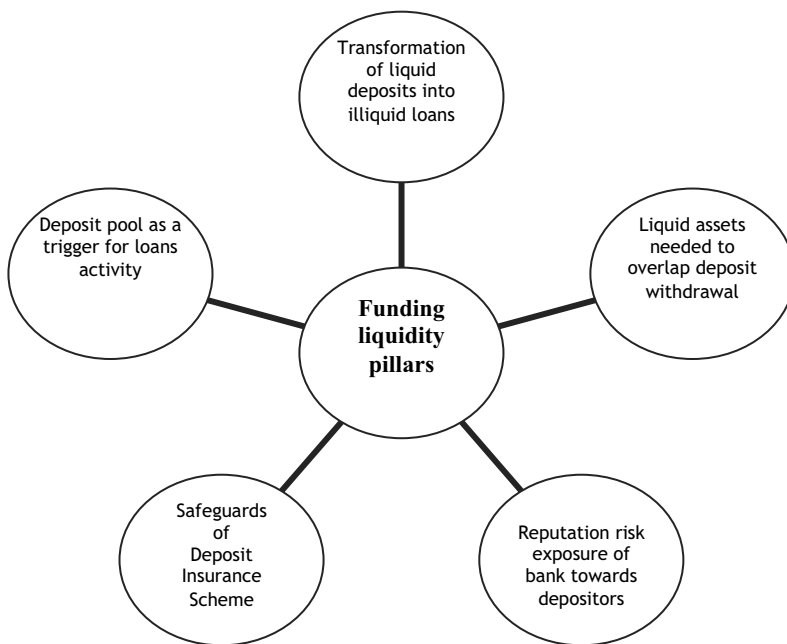 Transformation
of liquid
deposits into
illiquid loans
Deposit pool as a
trigger for loans
activity
Liquid assets
needed to
overlap deposit
withdrawal
Funding
liquidity
pillars
Safeguards
of
Deposit
Insurance
Scheme
Reputation risk
exposure of
bank towards
depositors